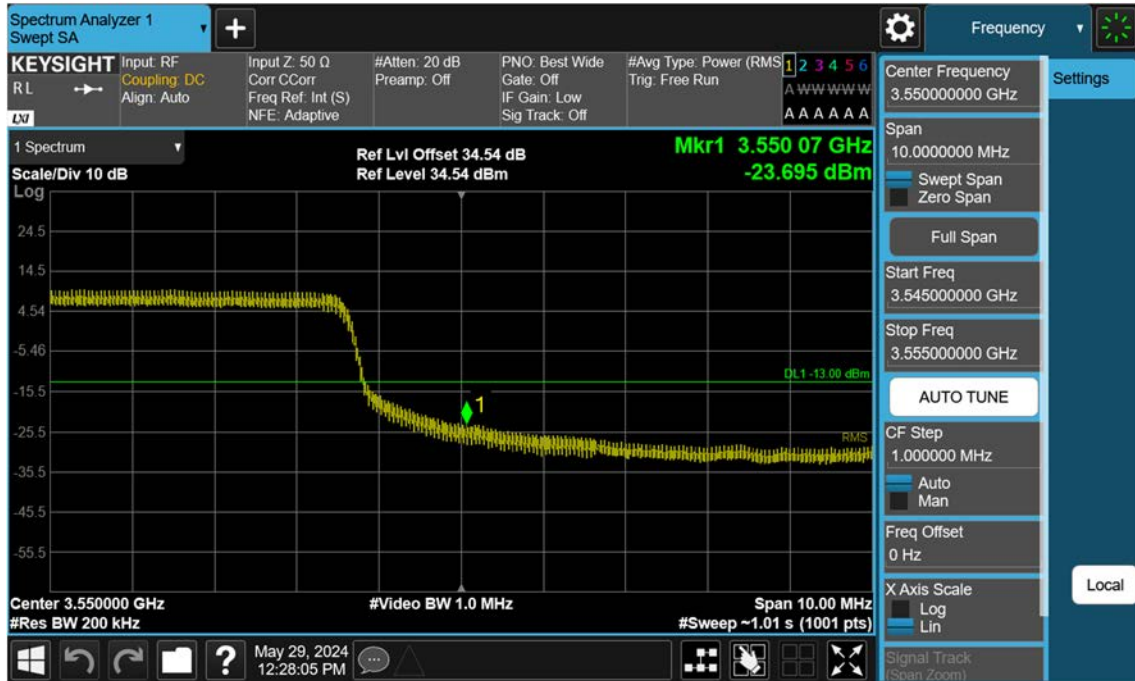 Spectrum Analyzer 1
Swept SA
Frequency
KEYSIGHT
R L
LXI
Input: RF
Coupling: DC
Align: Auto
Input Z: 50 Ω
Corr CCorr
Freq Ref: Int (S)
NFE: Adaptive
#Atten: 20 dB
Preamp: Off
PNO: Best Wide
Gate: Off
IF Gain: Low
Sig Track: Off
#Avg Type: Power (RMS
Trig: Free Run
1 2 3 4 5 6
A W W W W W
A A A A A A
1 Spectrum
Scale/Div 10 dB
Log
Ref Lvl Offset 34.54 dB
Ref Level 34.54 dBm
Mkr1 3.550 07 GHz
-23.695 dBm
24.5
14.5
4.54
-5.46
-15.5
-25.5
-35.5
-45.5
-55.5
DL1 -13.00 dBm
1
RMS
Center 3.550000 GHz
#Video BW 1.0 MHz
Span 10.00 MHz
#Res BW 200 kHz
#Sweep ~1.01 s (1001 pts)
Center Frequency
3.550000000 GHz
Settings
Span
10.0000000 MHz
Swept Span
Zero Span
Full Span
Start Freq
3.545000000 GHz
Stop Freq
3.555000000 GHz
AUTO TUNE
CF Step
1.000000 MHz
Auto
Man
Freq Offset
0 Hz
X Axis Scale
Log
Lin
Local
Signal Track
(Span Zoom)
?
May 29, 2024
12:28:05 PM